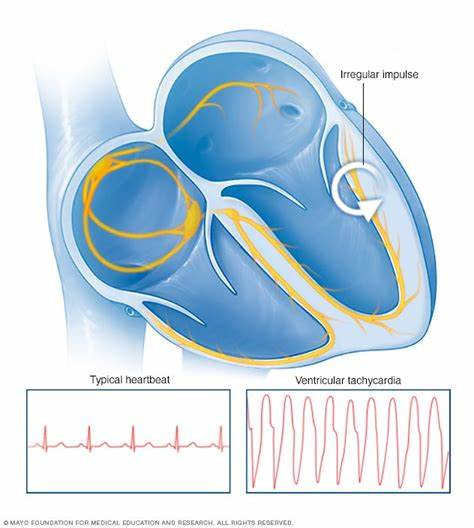 Irregular impulse
Typical heartbeat
Ventricular tachycardia
© MAYO FOUNDATION FOR MEDICAL EDUCATION AND RESEARCH. ALL RIGHTS RESERVED.